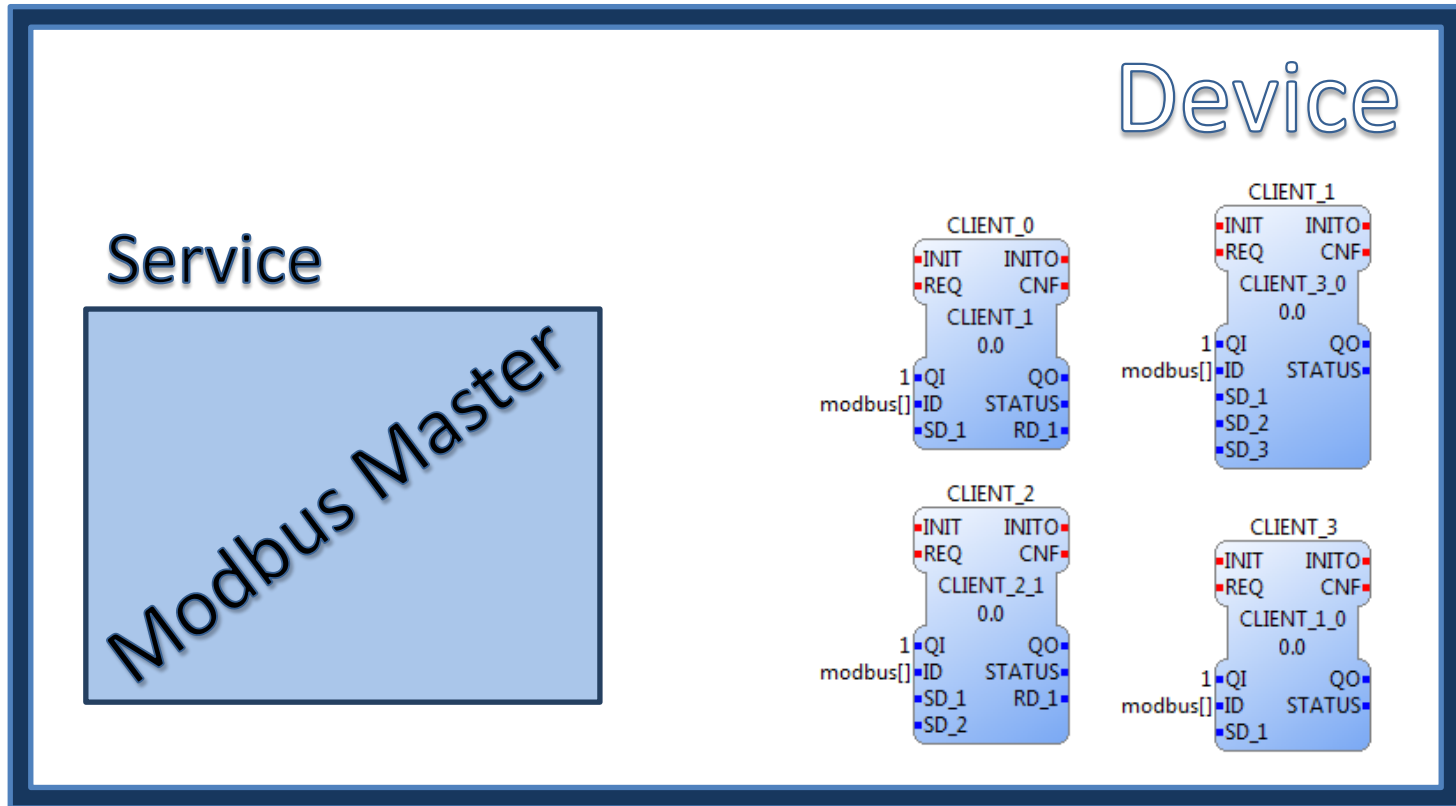 Device
Service
Modbus Master
CLIENT_0
INIT INITO
REQ CNF
CLIENT_1
0.0
1 QI QO
modbus[] ID STATUS
SD_1 RD_1
CLIENT_1
INIT INITO
REQ CNF
CLIENT_3_0
0.0
1 QI QO
modbus[] ID STATUS
SD_1
SD_2
SD_3
CLIENT_2
INIT INITO
REQ CNF
CLIENT_2_1
0.0
1 QI QO
modbus[] ID STATUS
SD_1 RD_1
SD_2
CLIENT_3
INIT INITO
REQ CNF
CLIENT_1_0
0.0
1 QI QO
modbus[] ID STATUS
SD_1